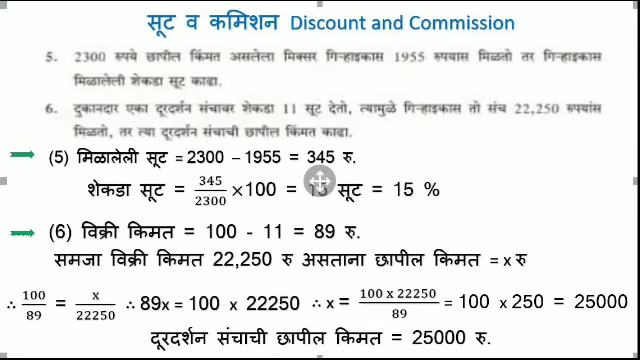 सूट व कमिशन Discount and Commission
5. 2300 रुपये छापील किंमत असलेला मिक्सर गिऱ्हाइकास 1955 रुपयास मिळतो तर गिऱ्हाइकास
मिळालेली शेकडा सूट काढा.
6. दुकानदार एका दूरदर्शन संचावर शेकडा 11 सूट देतो, त्यामुळे गिऱ्हाइकास तो संच 22,250 रुपयांस
मिळतो, तर त्या दूरदर्शन संचाची छापील किंमत काढा.
(5) मिळालेली सूट = 2300 – 1955 = 345 रु.
शेकडा सूट = 345/2300 × 100 = 15 सूट = 15 %
(6) विक्री किमत = 100 - 11 = 89 रु.
समजा विक्री किमत 22,250 रु असताना छापील किमत = x रु
∴ 100/89 = x/22250 ∴ 89x = 100 x 22250 ∴ x = 100 x 22250/89 = 100 x 250 = 25000
दूरदर्शन संचाची छापील किमत = 25000 रु.